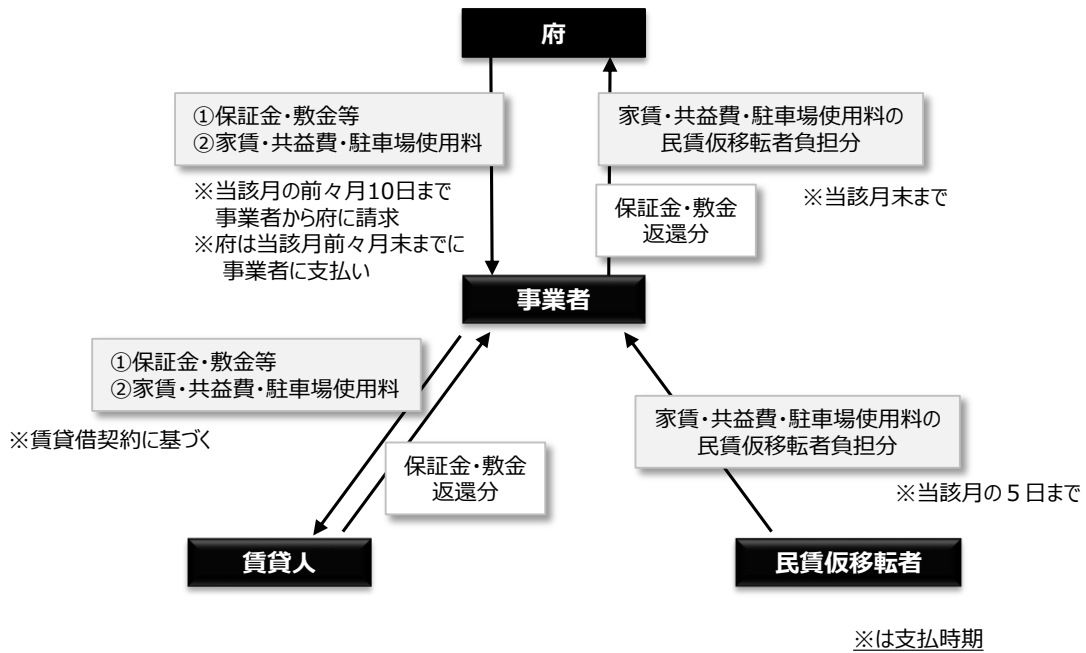 府
①保証金・敷金等
②家賃・共益費・駐車場使用料
家賃・共益費・駐車場使用料の
民賃仮移転者負担分
※当該月の前々月10日まで
事業者から府に請求
※府は当該月前々月末までに
事業者に支払い
保証金・敷金
返還分
※当該月末まで
事業者
①保証金・敷金等
②家賃・共益費・駐車場使用料
※賃貸借契約に基づく
保証金・敷金
返還分
家賃・共益費・駐車場使用料の
民賃仮移転者負担分
※当該月の５日まで
賃貸人
民賃仮移転者
※は支払時期